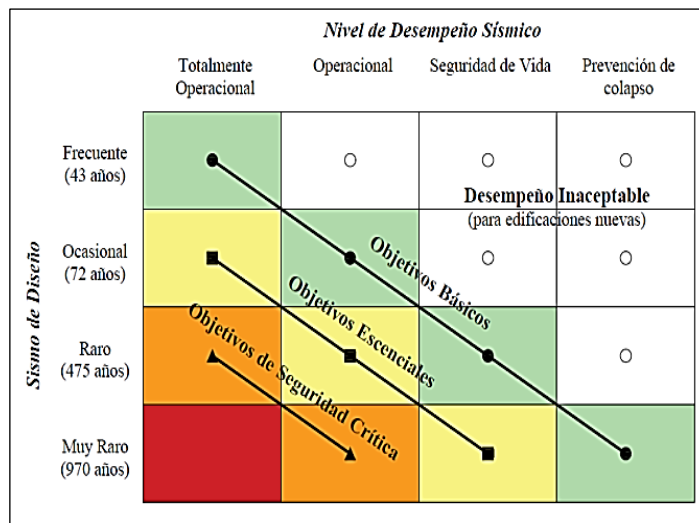 Nivel de Desempeño Sísmico
Totalmente
Operacional
Operacional
Seguridad de Vida
Prevención de
colapso
Sismo de Diseño
Frecuente
(43 años)
Desempeño Inaceptable
(para edificaciones nuevas)
Ocasional
(72 años)
Objetivos Básicos
Objetivos Escenciales
Objetivos de Seguridad Crítica
Raro
(475 años)
Muy Raro
(970 años)